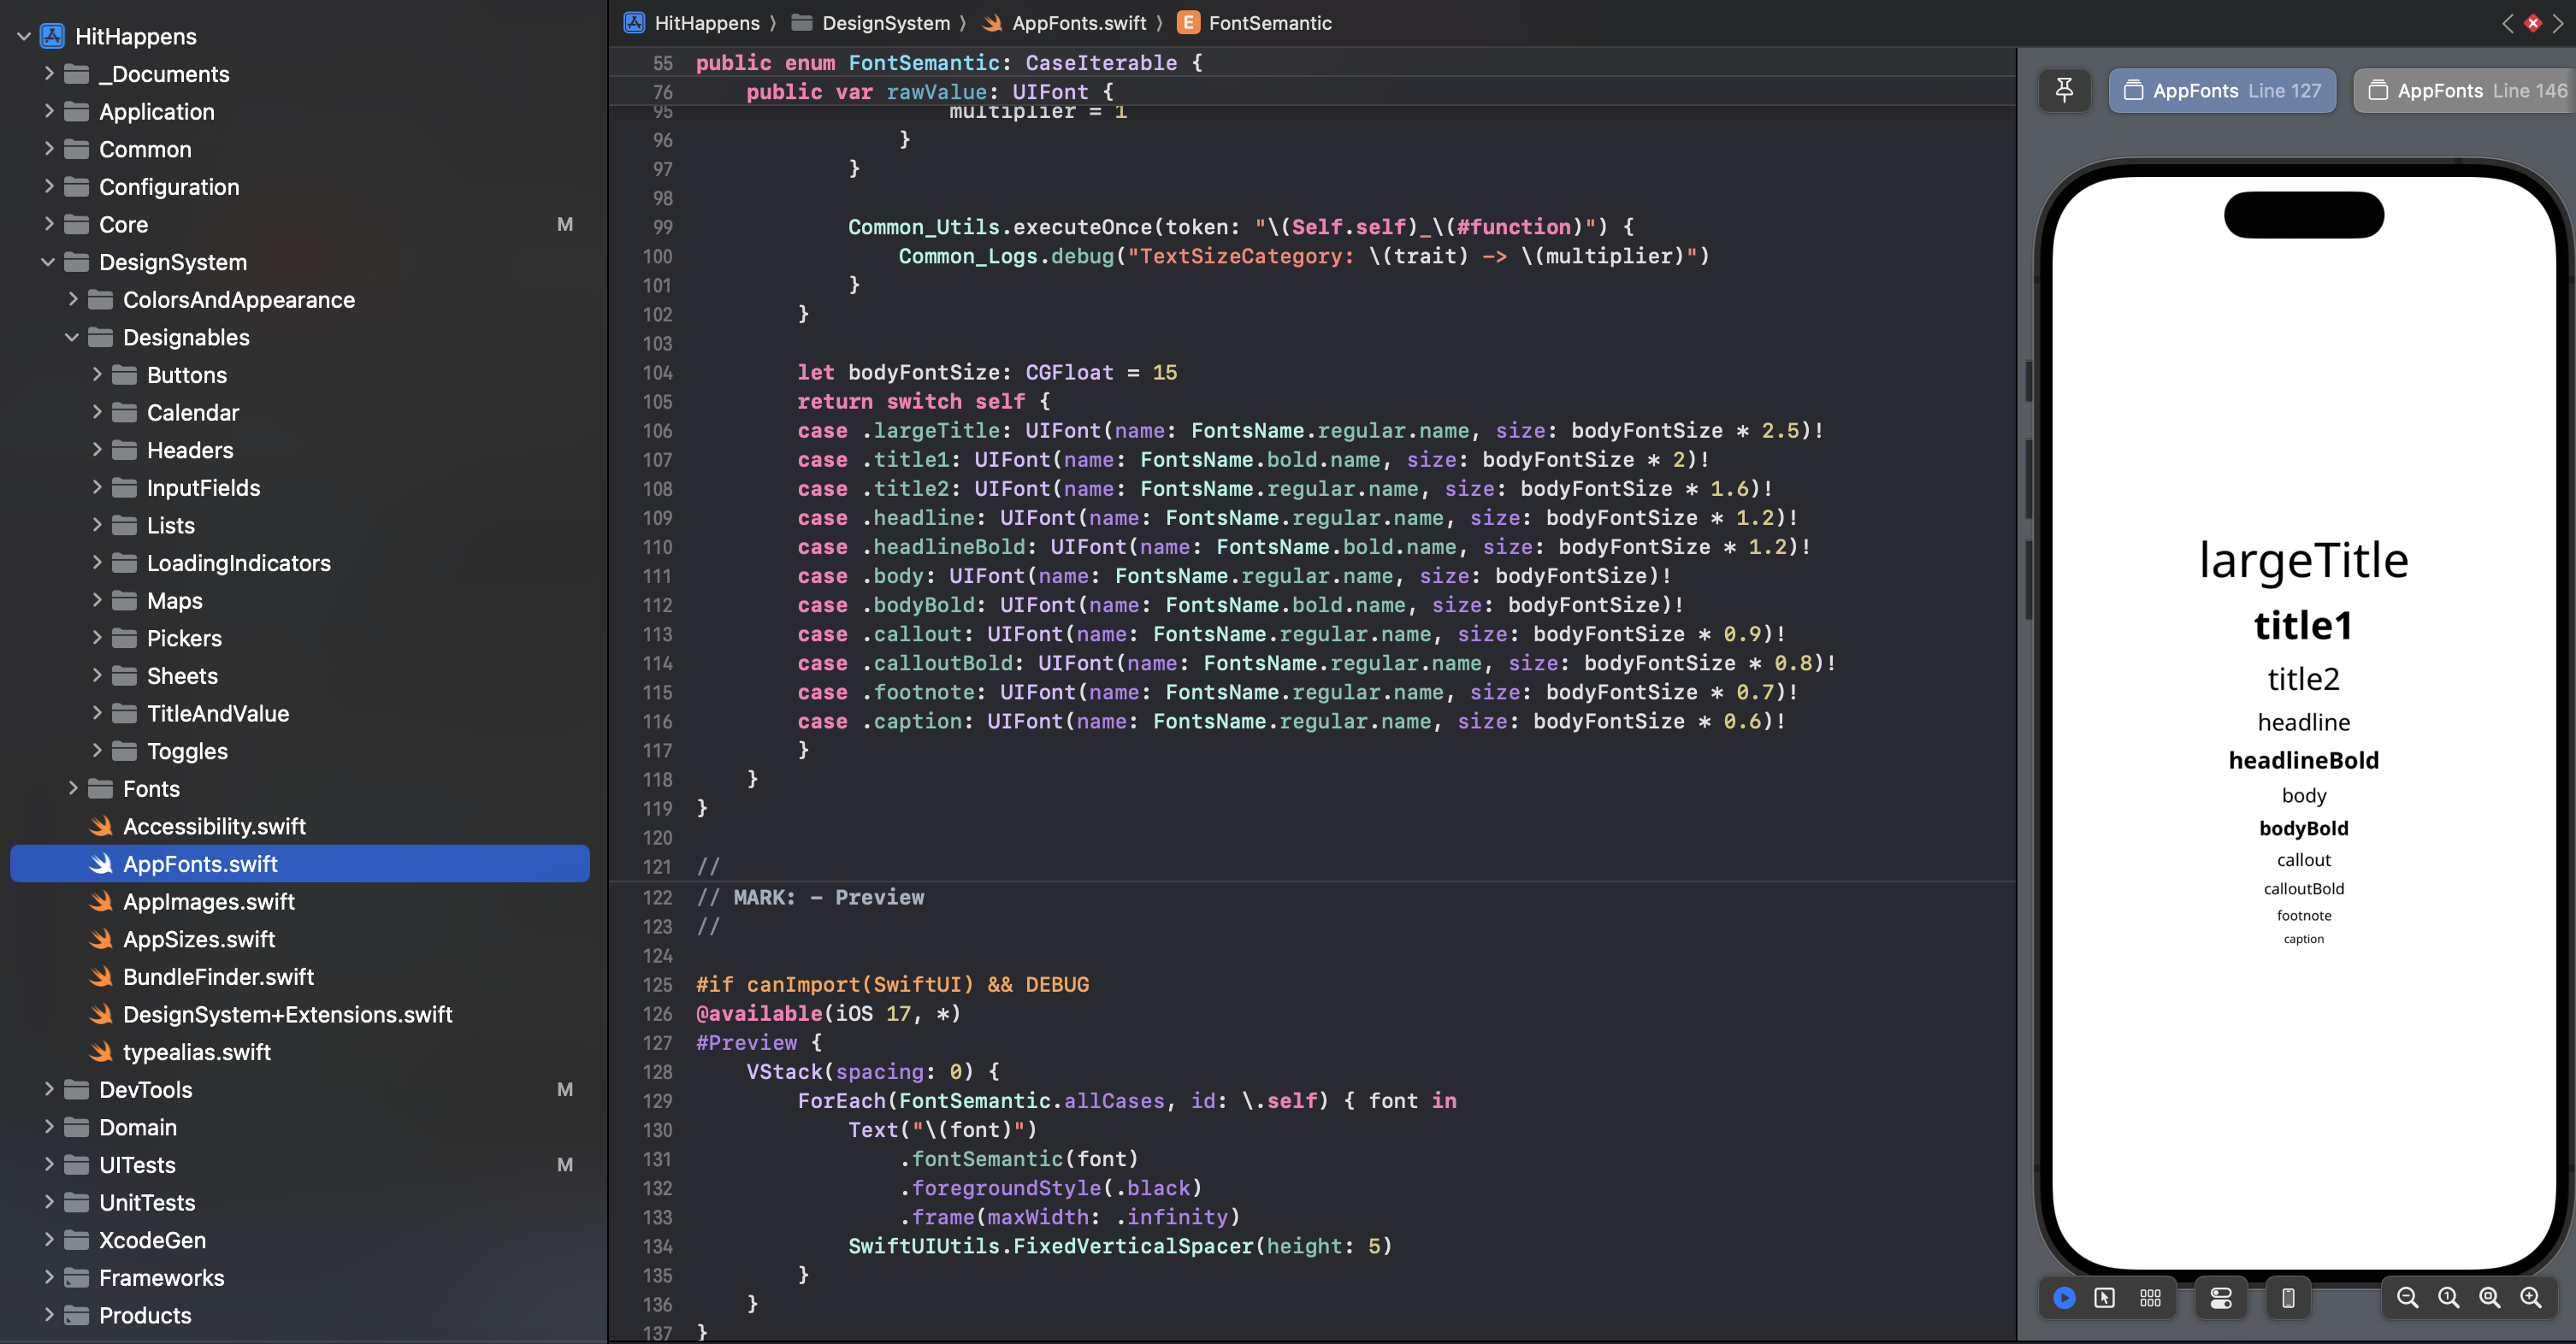 HitHappens
_Documents
Application
Common
Configuration
Core M
DesignSystem
ColorsAndAppearance
Designables
Buttons
Calendar
Headers
InputFields
Lists
LoadingIndicators
Maps
Pickers
Sheets
TitleAndValue
Toggles
Fonts
Accessibility.swift
AppFonts.swift
AppImages.swift
AppSizes.swift
BundleFinder.swift
DesignSystem+Extensions.swift
typealias.swift
DevTools M
Domain
UITests M
UnitTests
XcodeGen
Frameworks
Products
HitHappens 〉 DesignSystem 〉 AppFonts.swift 〉 E FontSemantic
55 public enum FontSemantic: CaseIterable {
76     public var rawValue: UIFont {
95                     multiplier = 1
96                 }
97             }
98
99             Common_Utils.executeOnce(token: "\(Self.self)_\(#function)") {
100                 Common_Logs.debug("TextSizeCategory: \(trait) -> \(multiplier)")
101             }
102         }
103
104         let bodyFontSize: CGFloat = 15
105         return switch self {
106         case .largeTitle: UIFont(name: FontsName.regular.name, size: bodyFontSize * 2.5)!
107         case .title1: UIFont(name: FontsName.bold.name, size: bodyFontSize * 2)!
108         case .title2: UIFont(name: FontsName.regular.name, size: bodyFontSize * 1.6)!
109         case .headline: UIFont(name: FontsName.regular.name, size: bodyFontSize * 1.2)!
110         case .headlineBold: UIFont(name: FontsName.bold.name, size: bodyFontSize * 1.2)!
111         case .body: UIFont(name: FontsName.regular.name, size: bodyFontSize)!
112         case .bodyBold: UIFont(name: FontsName.bold.name, size: bodyFontSize)!
113         case .callout: UIFont(name: FontsName.regular.name, size: bodyFontSize * 0.9)!
114         case .calloutBold: UIFont(name: FontsName.regular.name, size: bodyFontSize * 0.8)!
115         case .footnote: UIFont(name: FontsName.regular.name, size: bodyFontSize * 0.7)!
116         case .caption: UIFont(name: FontsName.regular.name, size: bodyFontSize * 0.6)!
117         }
118     }
119 }
120
121 //
122 // MARK: - Preview
123 //
124
125 #if canImport(SwiftUI) && DEBUG
126 @available(iOS 17, *)
127 #Preview {
128     VStack(spacing: 0) {
129         ForEach(FontSemantic.allCases, id: \.self) { font in
130             Text("\(font)")
131                 .fontSemantic(font)
132                 .foregroundStyle(.black)
133                 .frame(maxWidth: .infinity)
134             SwiftUIUtils.FixedVerticalSpacer(height: 5)
135         }
136     }
137 }
AppFonts Line 127
AppFonts Line 146
largeTitle
title1
title2
headline
headlineBold
body
bodyBold
callout
calloutBold
footnote
caption